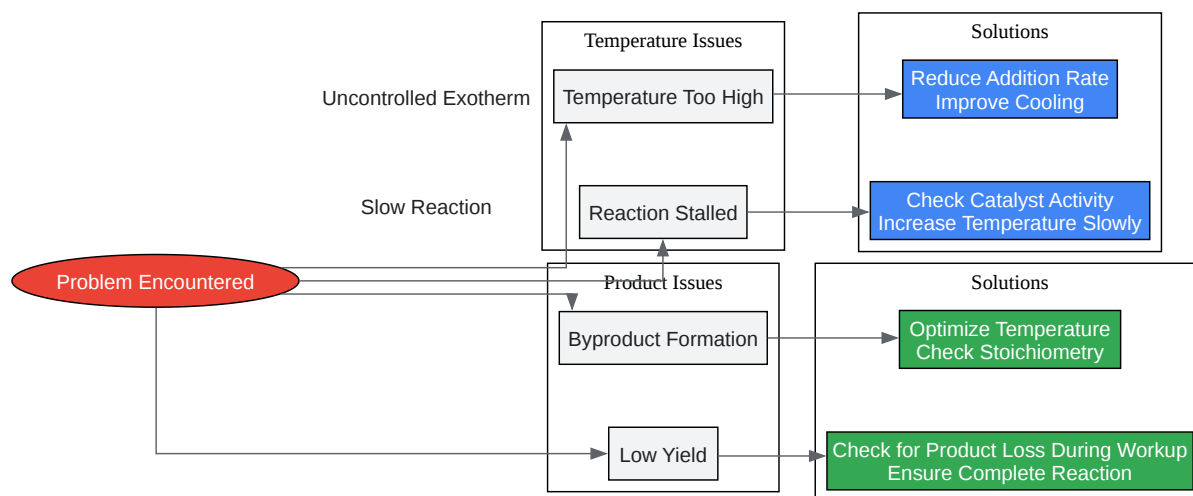 Temperature Issues
Solutions
Uncontrolled Exotherm
Temperature Too High
Reduce Addition Rate
Improve Cooling
Slow Reaction
Reaction Stalled
Check Catalyst Activity
Increase Temperature Slowly
Problem Encountered
Product Issues
Solutions
Byproduct Formation
Optimize Temperature
Check Stoichiometry
Low Yield
Check for Product Loss During Workup
Ensure Complete Reaction